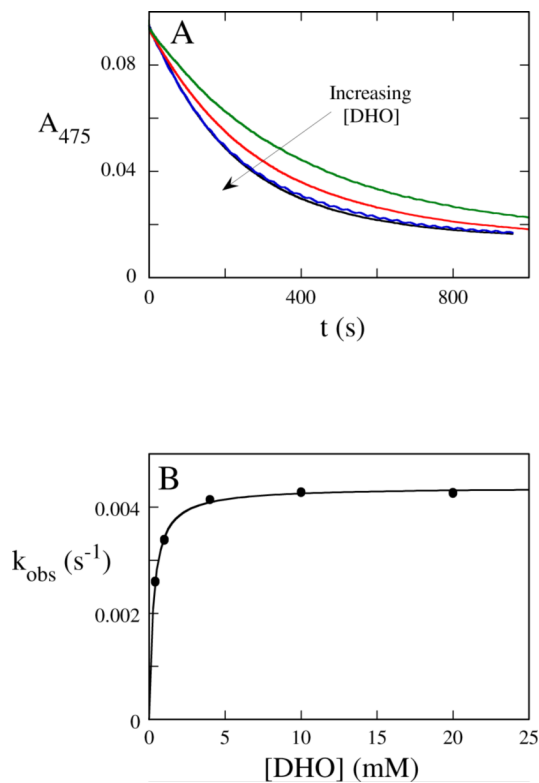 A
0.08
Increasing
[DHO]
A475
0.04
0
0 400 800
t (s)
B
0.004
kobs (s-1)
0.002
0
0 5 10 15 20 25
[DHO] (mM)